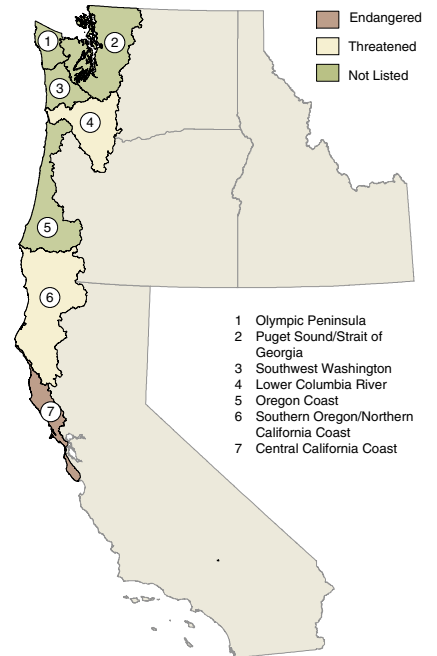 Endangered
Threatened
Not Listed
1
2
3
4
5
6
7
1 Olympic Peninsula
2 Puget Sound/Strait of
Georgia
3 Southwest Washington
4 Lower Columbia River
5 Oregon Coast
6 Southern Oregon/Northern
California Coast
7 Central California Coast